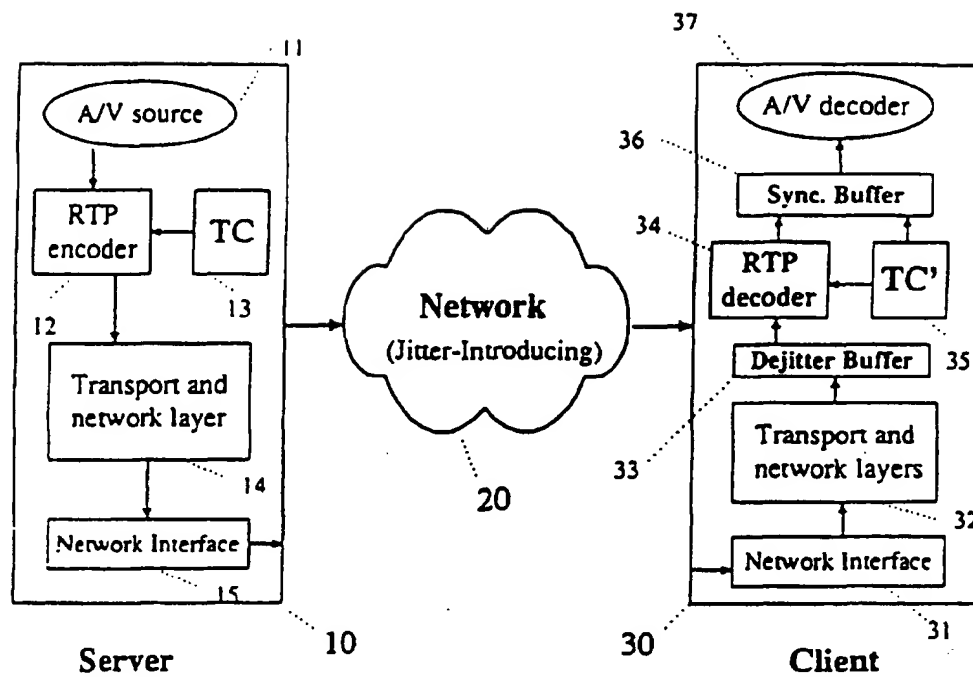 11
A/V source
RTP
encoder
TC
12
13
Transport and
network layer
14
Network Interface
15
10
Server
Network
(Jitter-Introducing)
20
37
A/V decoder
36
Sync. Buffer
34
RTP
decoder
TC'
35
Dejitter Buffer
33
Transport and
network layers
32
Network Interface
31
30
Client